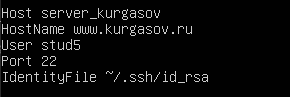 Host server_kurgasov
HostName www.kurgasov.ru
User stud5
Port 22
IdentityFile ~/.ssh/id_rsa